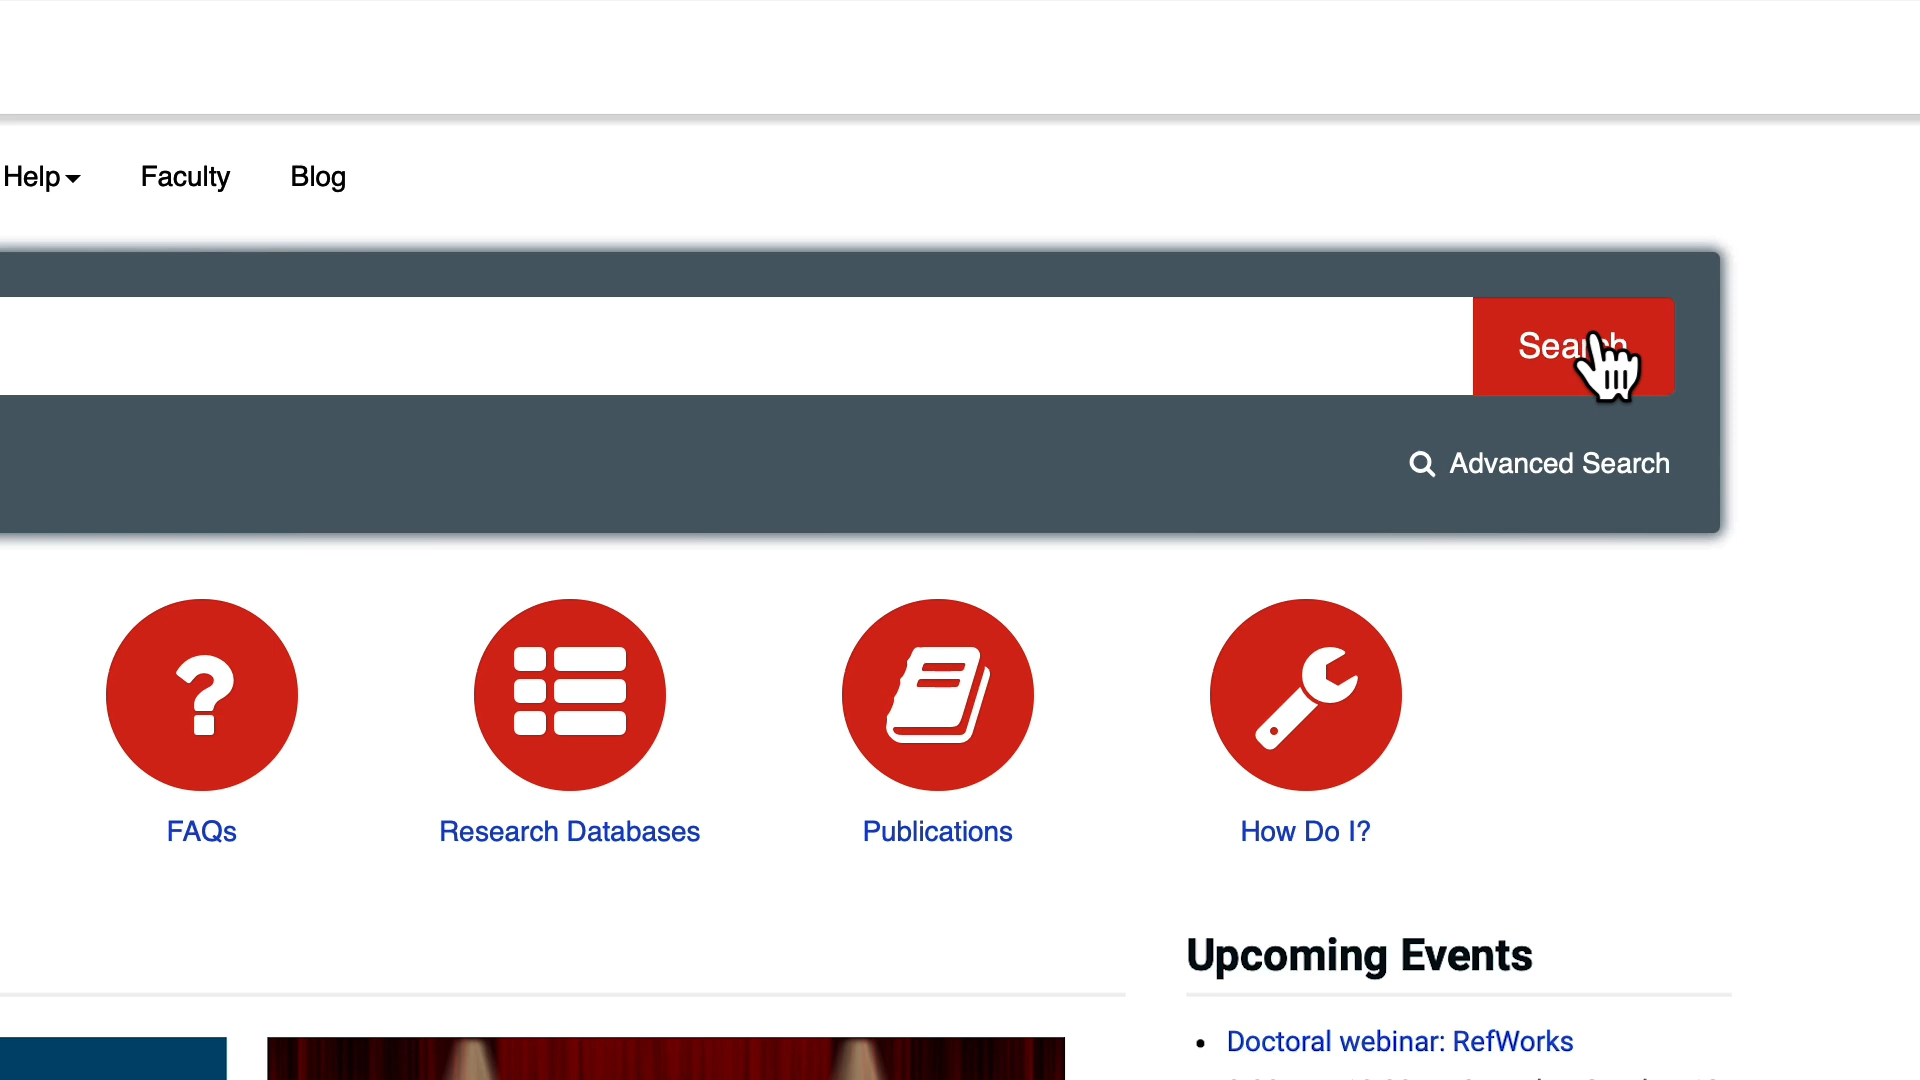 Help
Faculty
Blog
Search
Advanced Search
FAQs
Research Databases
Publications
How Do I?
Upcoming Events
Doctoral webinar: RefWorks